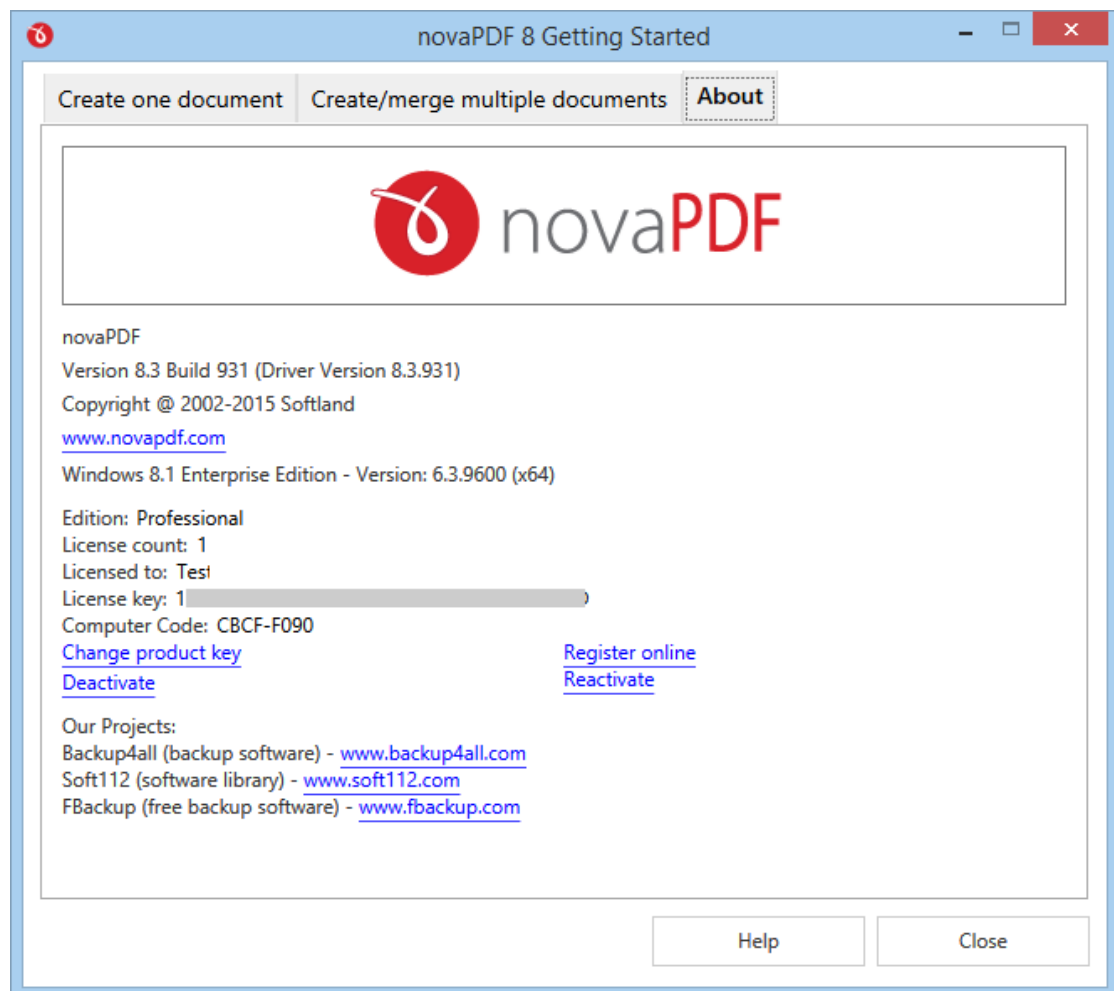 novaPDF 8 Getting Started
Create one document Create/merge multiple documents About
novaPDF
novaPDF
Version 8.3 Build 931 (Driver Version 8.3.931)
Copyright @ 2002-2015 Softland
www.novapdf.com
Windows 8.1 Enterprise Edition - Version: 6.3.9600 (x64)
Edition: Professional
License count: 1
Licensed to: Test
License key: 1
Computer Code: CBCF-F090
Change product key Register online
Deactivate Reactivate
Our Projects:
Backup4all (backup software) - www.backup4all.com
Soft112 (software library) - www.soft112.com
FBackup (free backup software) - www.fbackup.com
Help Close